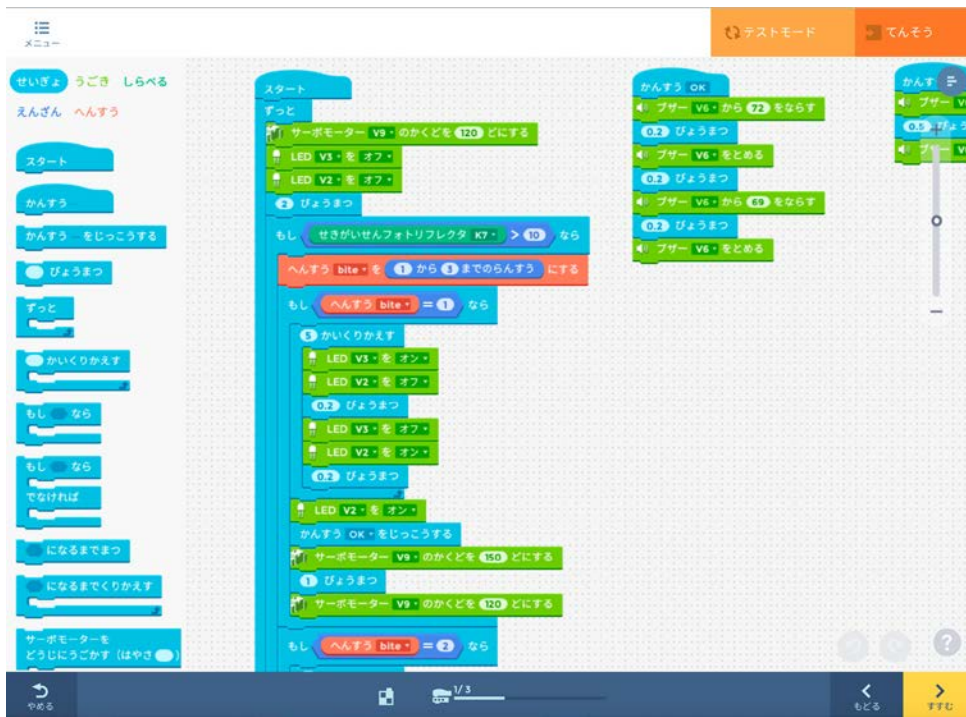 メニュー
テストモード
てんそう
せいぎょ うごき しらべる
えんざん へんすう
スタート
かんすう
かんすう をじっこうする
びょうまつ
ずっと
かいくりかえす
もし なら
もし なら
でなければ
になるまでまつ
になるまでくりかえす
サーボモーターを
どうじにうごかす (はやさ )
スタート
ずっと
サーボモーター V9 のかくどを 120 どにする
LED V3 を オフ
LED V2 を オフ
2 びょうまつ
もし せきがいせんフォトリフレクタ K7 > 10 なら
へんすう bite を 1 から 3 までのらんすう にする
もし へんすう bite = 1 なら
5 かいくりかえす
LED V3 を オン
LED V2 を オフ
0.2 びょうまつ
LED V3 を オフ
LED V2 を オン
0.2 びょうまつ
LED V2 を オン
かんすう OK をじっこうする
サーボモーター V9 のかくどを 150 どにする
1 びょうまつ
サーボモーター V9 のかくどを 120 どにする
もし へんすう bite = 2 なら
かんすう OK
ブザー V6 から 72 をならす
0.2 びょうまつ
ブザー V6 をとめる
0.2 びょうまつ
ブザー V6 から 69 をならす
0.2 びょうまつ
ブザー V6 をとめる
かんす
ブザー
0.5
ブザー
やめる
1/3
もどる
すすむ